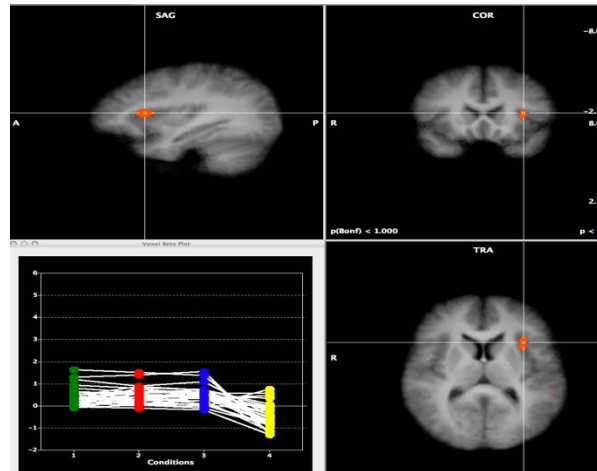 SAG
A
P
COR
-8.
-2
8.
R
2.
p(Bonf) < 1.000
p <
Voxel Beta Plot
6
5
4
3
2
1
0
-1
-2
1 2 3 4
Conditions
TRA
R